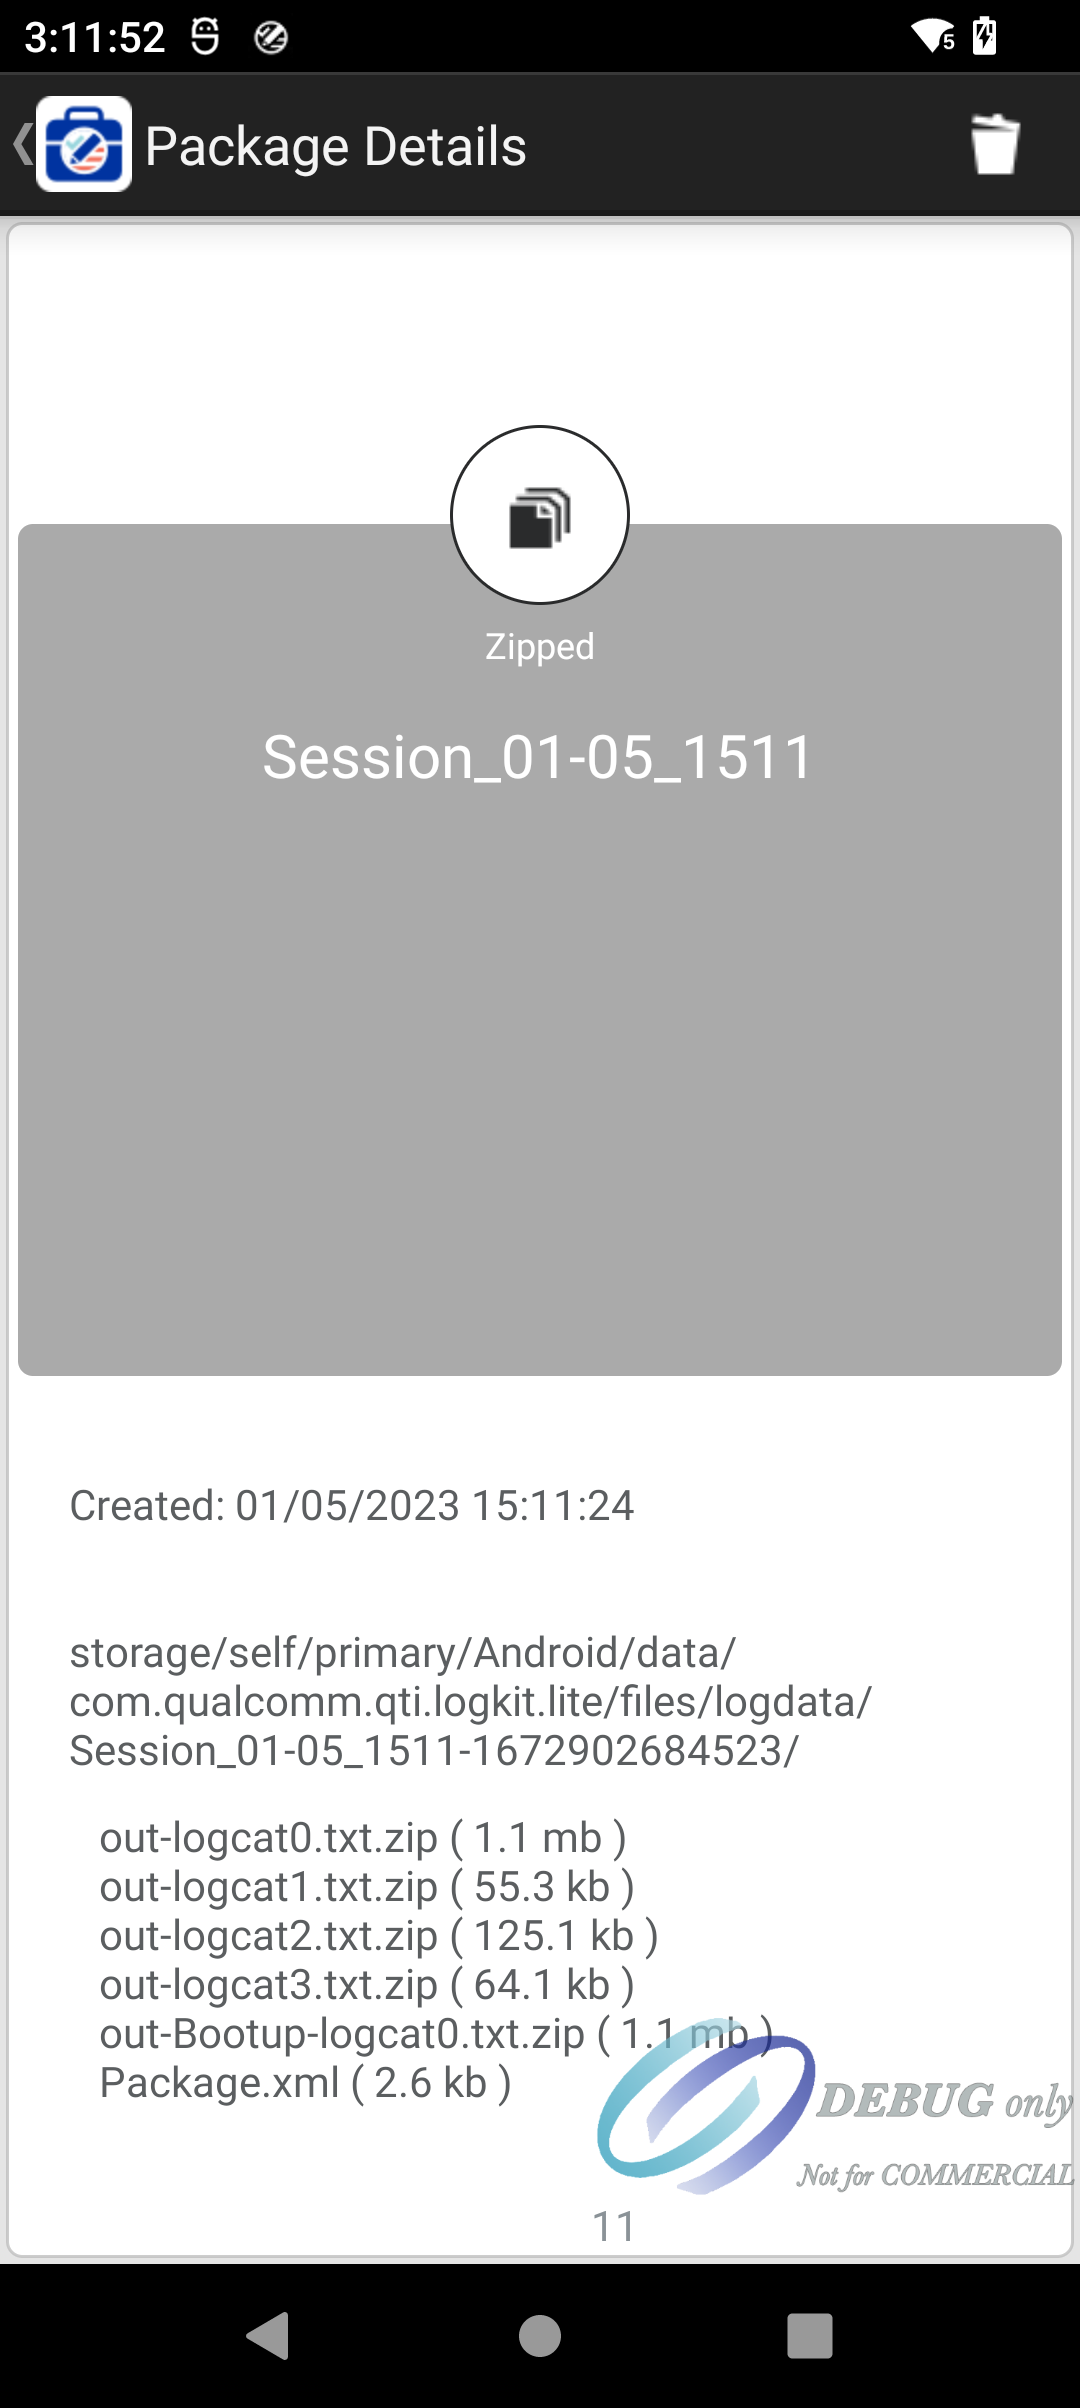 3:11:52
5
Package Details
Zipped
Session_01-05_1511
Created: 01/05/2023 15:11:24
storage/self/primary/Android/data/
com.qualcomm.qti.logkit.lite/files/logdata/
Session_01-05_1511-1672902684523/
out-logcat0.txt.zip ( 1.1 mb )
out-logcat1.txt.zip ( 55.3 kb )
out-logcat2.txt.zip ( 125.1 kb )
out-logcat3.txt.zip ( 64.1 kb )
out-Bootup-logcat0.txt.zip ( 1.1 mb )
Package.xml ( 2.6 kb )
DEBUG only
Not for COMMERCIAL
11